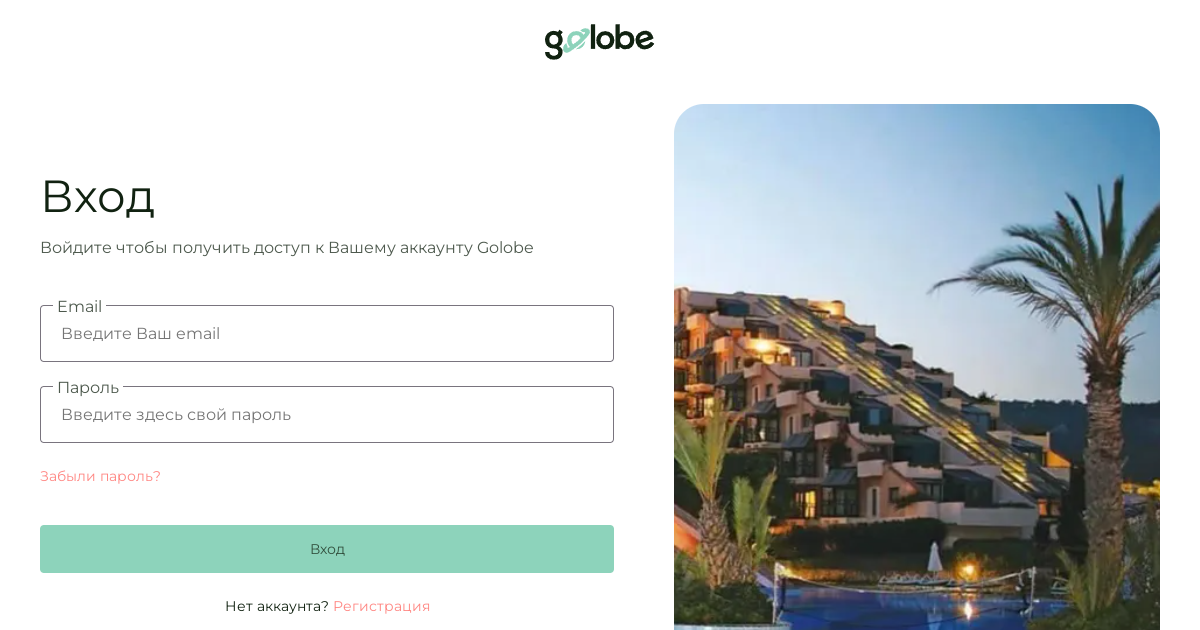 golobe
Вход
Войдите чтобы получить доступ к Вашему аккаунту Golobe
Email
Введите Ваш email
Пароль
Введите здесь свой пароль
Забыли пароль?
Вход
Нет аккаунта? Регистрация